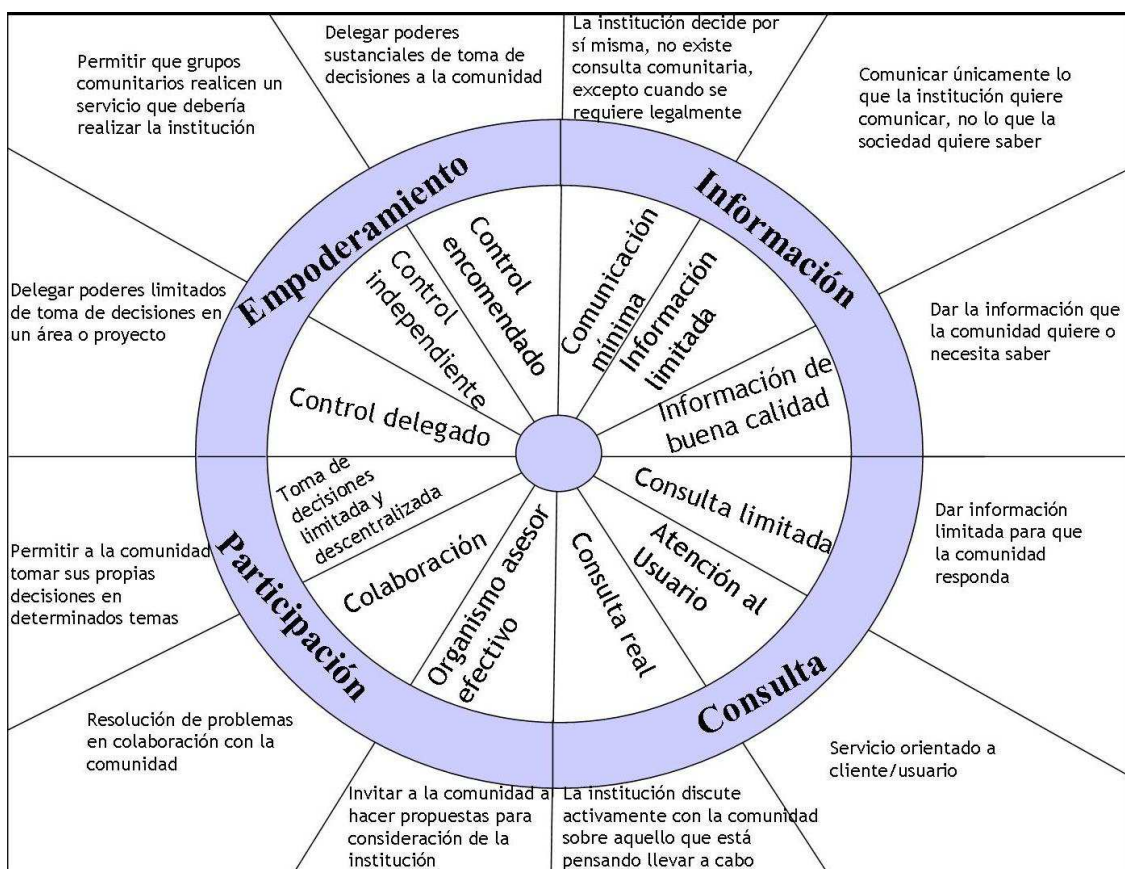 Permitir que grupos
comunitarios realicen un
servicio que debería
realizar la institución
Delegar poderes
sustanciales de toma de
decisiones a la comunidad
La institución decide por
sí misma, no existe
consulta comunitaria,
excepto cuando se
requiere legalmente
Comunicar únicamente lo
que la institución quiere
comunicar, no lo que la
sociedad quiere saber
Empoderamiento
Información
Control
independiente
Control
encomendado
Comunicación
mínima
Información
limitada
Delegar poderes limitados
de toma de decisiones en
un área o proyecto
Control delegado
Información de
buena calidad
Dar la información que
la comunidad quiere o
necesita saber
Toma de
decisiones
limitada y
descentralizada
Colaboración
Organismo asesor
efectivo
Consulta real
Atención al
Usuario
Consulta limitada
Dar información
limitada para que
la comunidad
responda
Permitir a la comunidad
tomar sus propias
decisiones en
determinados temas
Participación
Consulta
Resolución de problemas
en colaboración con la
comunidad
Invitar a la comunidad a
hacer propuestas para
consideración de la
institución
La institución discute
activamente con la comunidad
sobre aquello que está
pensando llevar a cabo
Servicio orientado a
cliente/usuario